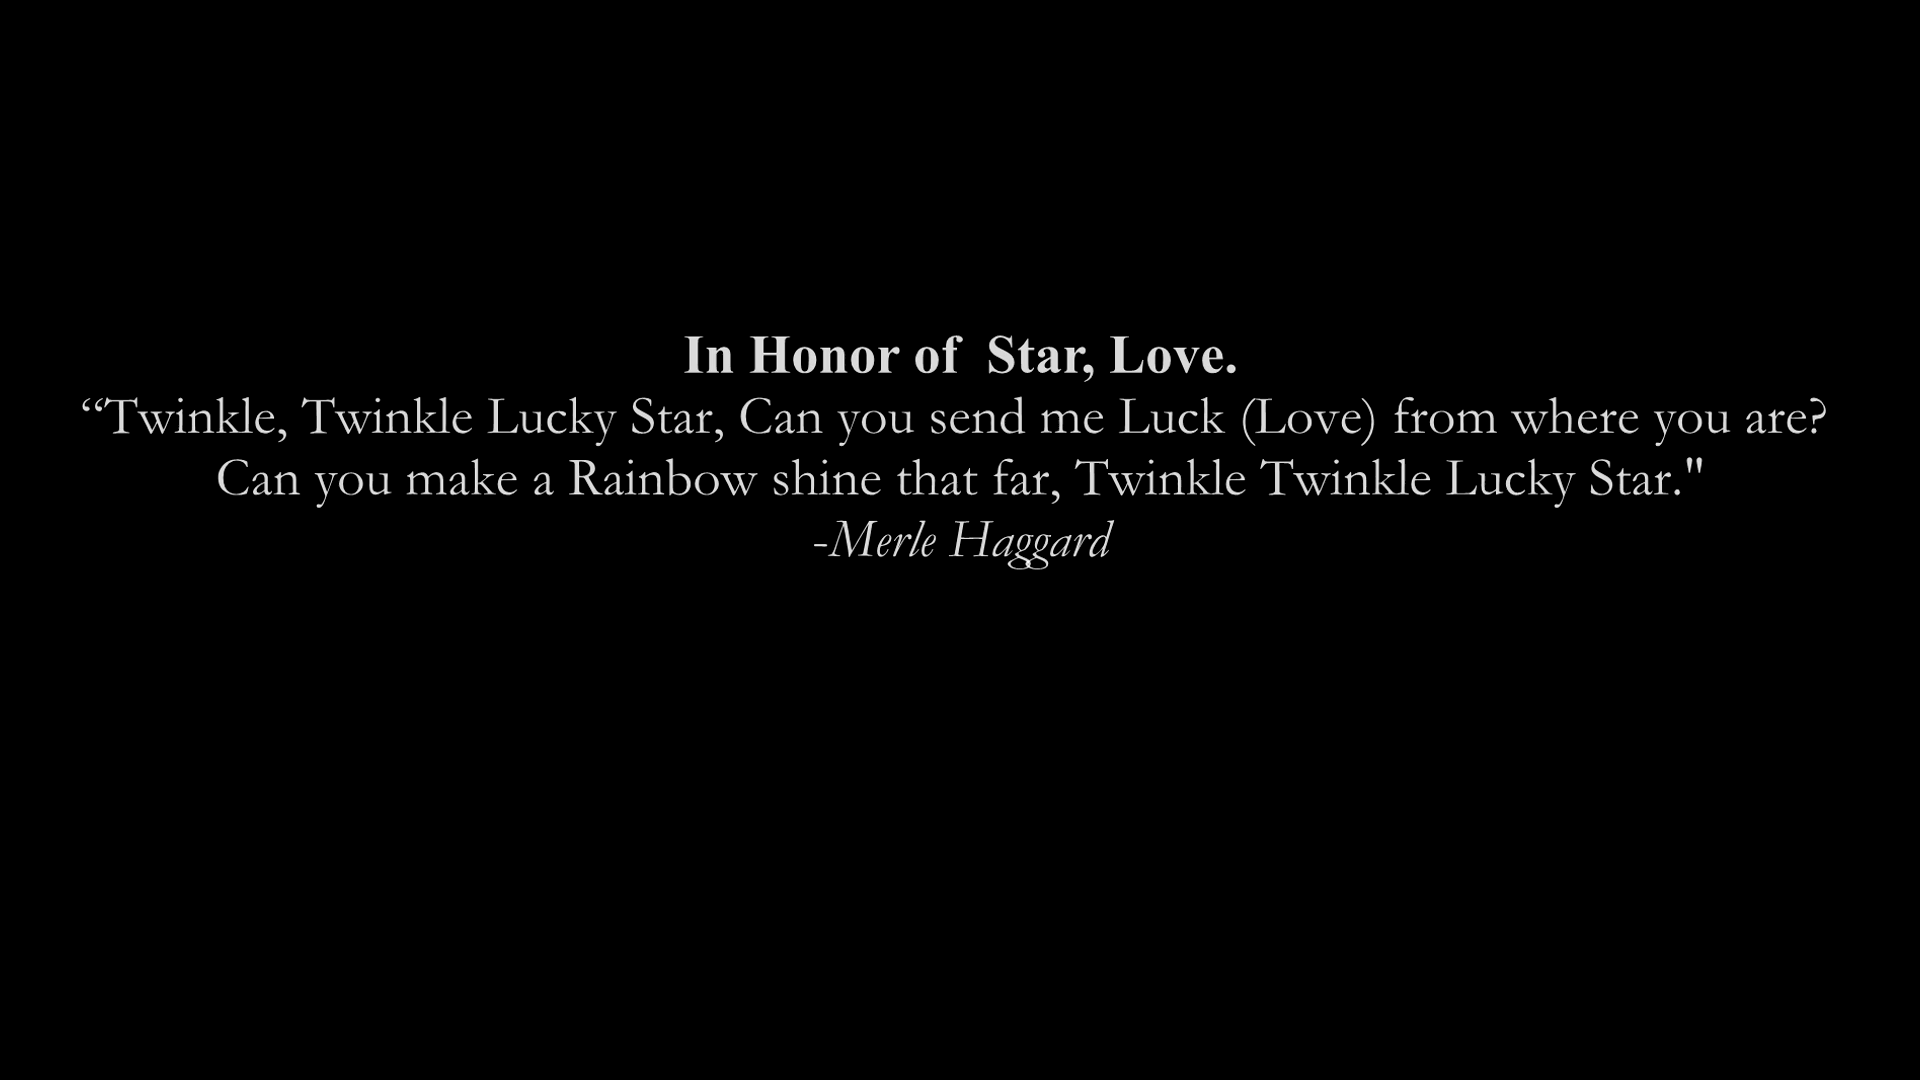 In Honor of  Star, Love.
“Twinkle, Twinkle Lucky Star, Can you send me Luck (Love) from where you are?
Can you make a Rainbow shine that far, Twinkle Twinkle Lucky Star."
-Merle Haggard